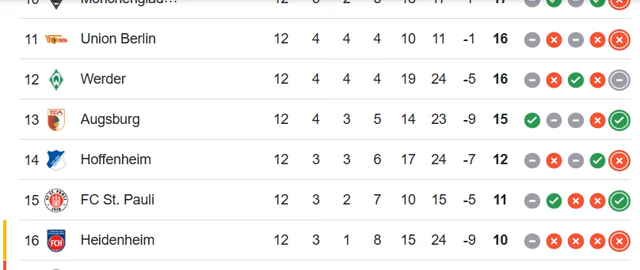 11 Union Berlin 12 4 4 4 10 11 -1 16
12 Werder 12 4 4 4 19 24 -5 16
13 Augsburg 12 4 3 5 14 23 -9 15
14 Hoffenheim 12 3 3 6 17 24 -7 12
15 FC St. Pauli 12 3 2 7 10 15 -5 11
16 Heidenheim 12 3 1 8 15 24 -9 10